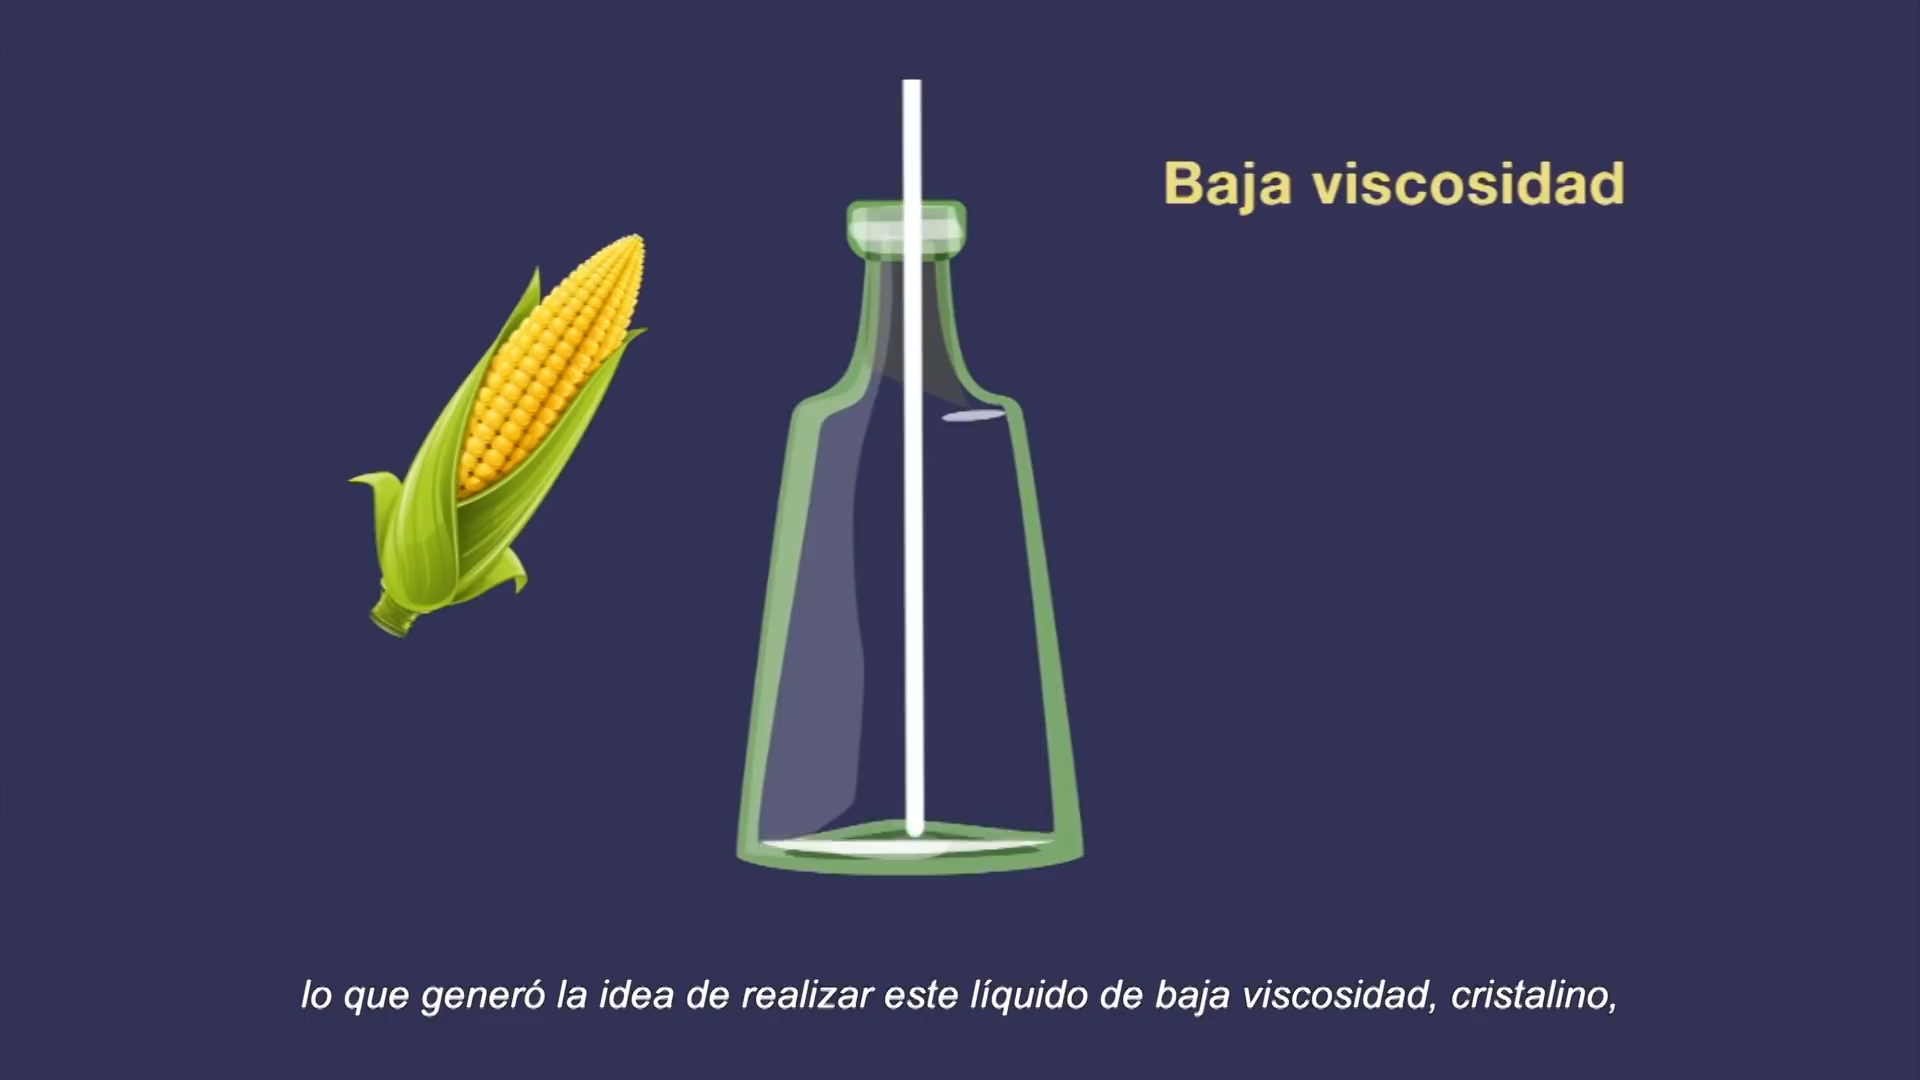 Baja viscosidad
lo que generó la idea de realizar este líquido de baja viscosidad, cristalino,